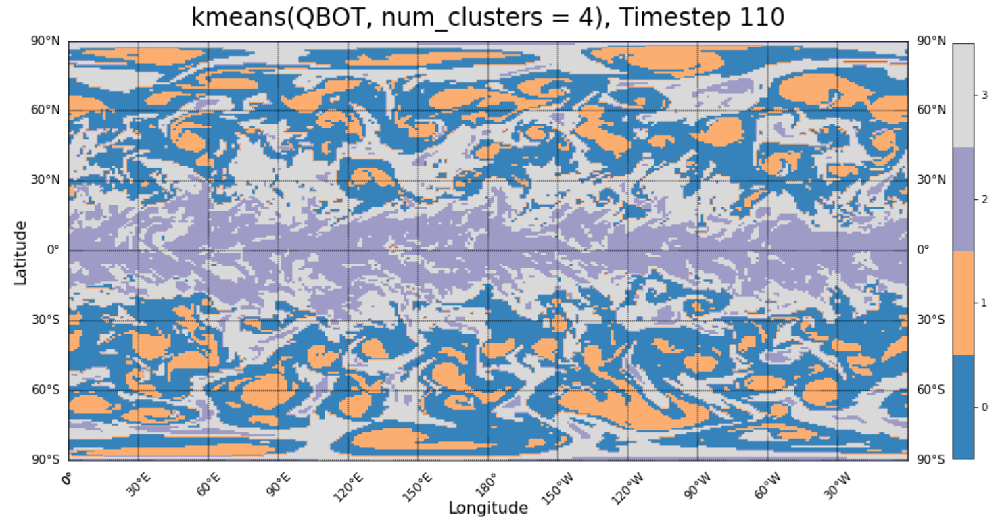 kmeans(QBOT, num_clusters = 4), Timestep 110
90°N 90°N
3
60°N 60°N
30°N 30°N
2
Latitude
0° 0°
1
30°S 30°S
60°S 60°S
0
90°S 90°S
0° 30°E 60°E 90°E 120°E 150°E 180° 150°W 120°W 90°W 60°W 30°W
Longitude